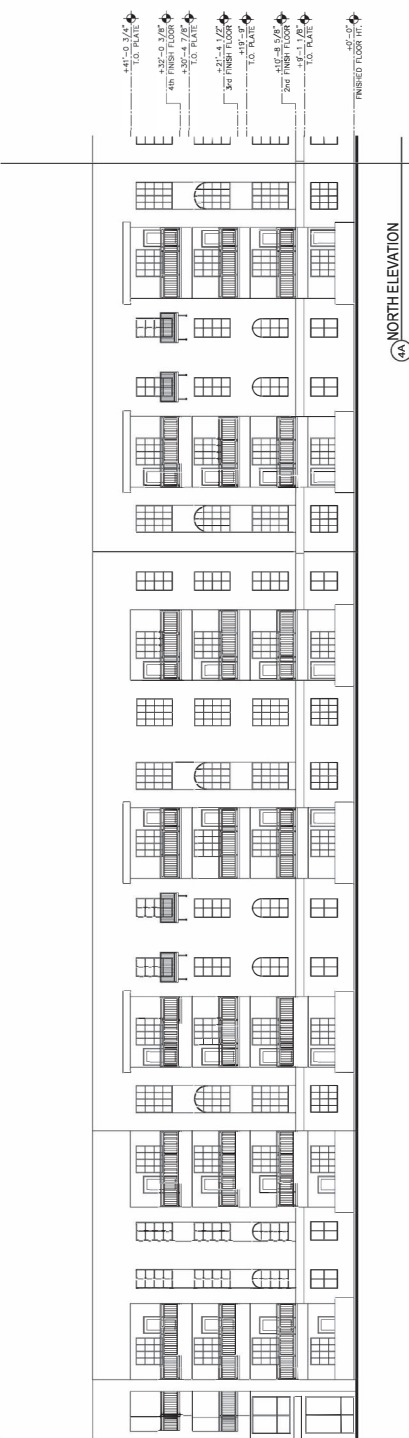 +41'-0 3/4"
T.O. PLATE
+32'-0 3/8"
4th FINISH FLOOR
+30'-4 7/8"
T.O. PLATE
+21'-4 1/2"
3rd FINISH FLOOR
+19'-9"
T.O. PLATE
+10'-8 5/8"
2nd FINISH FLOOR
+9'-1 1/8"
T.O. PLATE
+0'-0"
FINISHED FLOOR HT.
4A
NORTH ELEVATION